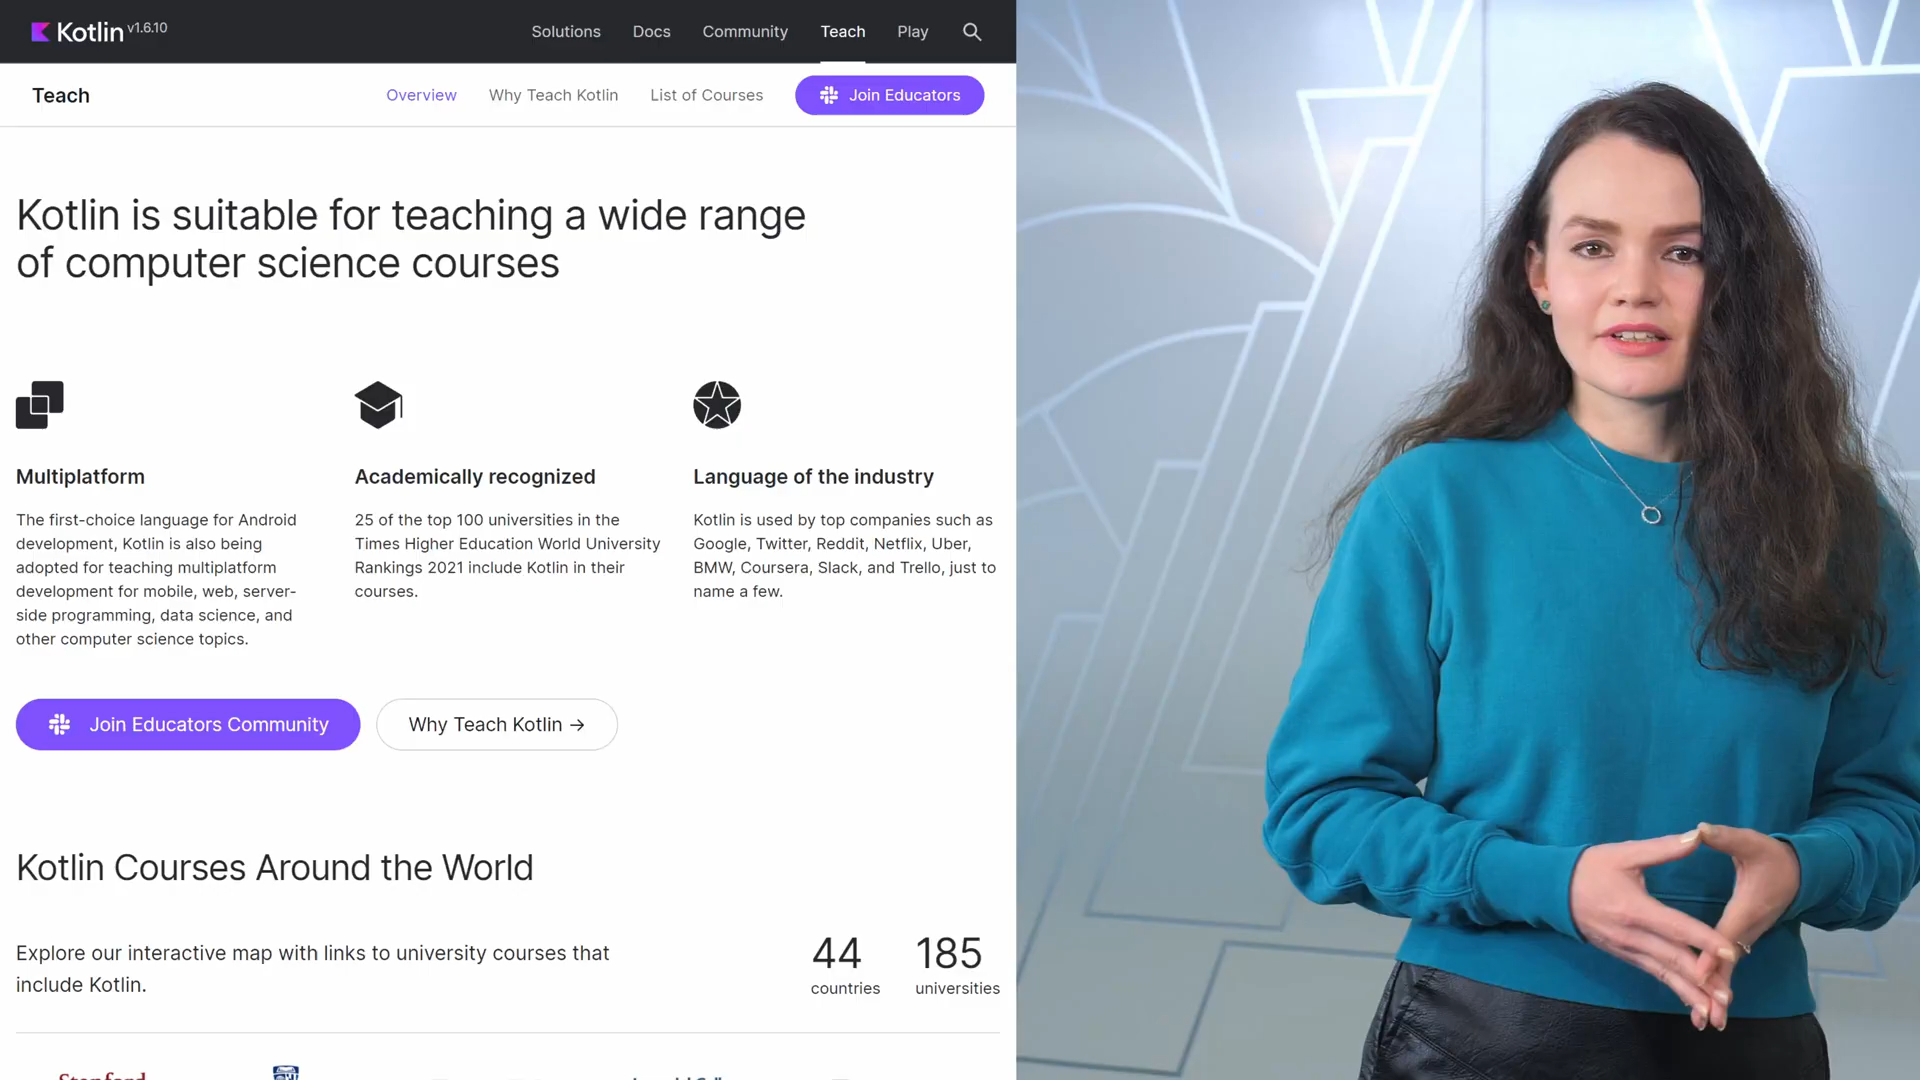 Kotlin v1.6.10
Solutions Docs Community Teach Play
Teach
Overview Why Teach Kotlin List of Courses Join Educators
Kotlin is suitable for teaching a wide range
of computer science courses
Multiplatform
The first-choice language for Android
development, Kotlin is also being
adopted for teaching multiplatform
development for mobile, web, server-
side programming, data science, and
other computer science topics.
Academically recognized
25 of the top 100 universities in the
Times Higher Education World University
Rankings 2021 include Kotlin in their
courses.
Language of the industry
Kotlin is used by top companies such as
Google, Twitter, Reddit, Netflix, Uber,
BMW, Coursera, Slack, and Trello, just to
name a few.
Join Educators Community
Why Teach Kotlin →
Kotlin Courses Around the World
Explore our interactive map with links to university courses that
include Kotlin.
44
countries
185
universities
Stanford